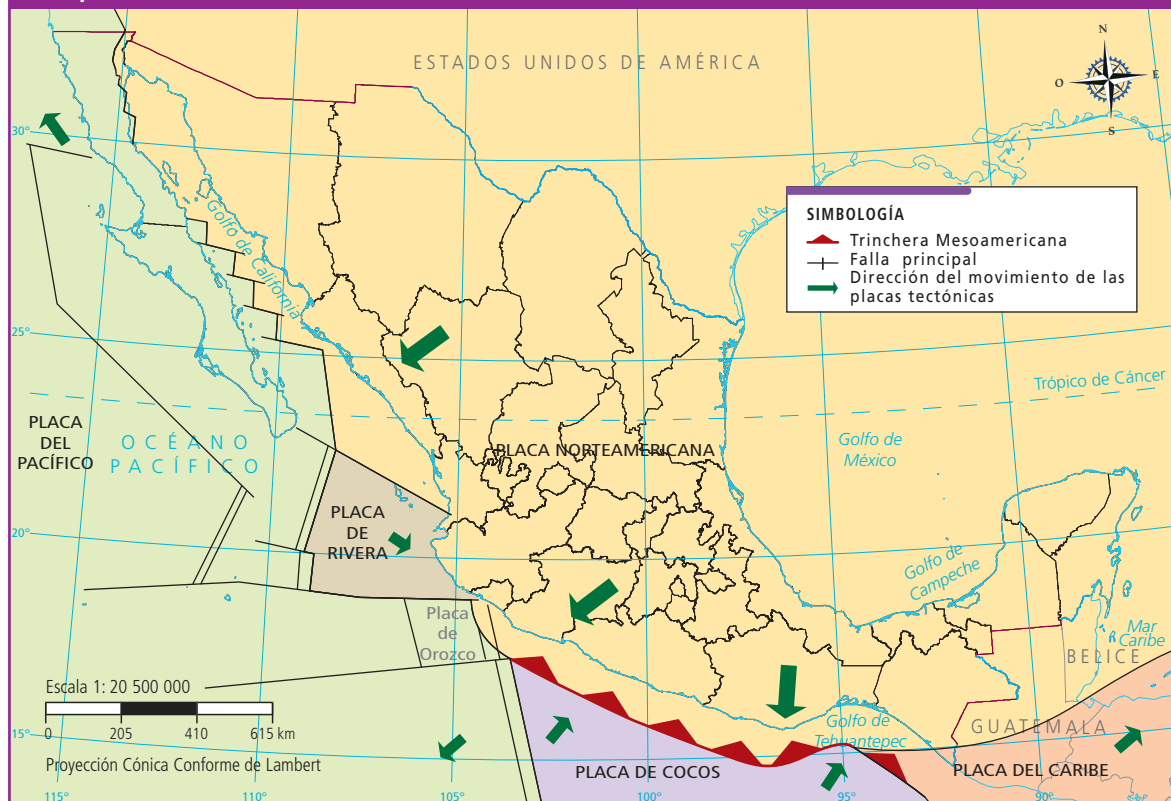 ESTADOS UNIDOS DE AMÉRICA
N
O
E
S
30°
Golfo de California
SIMBOLOGÍA
Trinchera Mesoamericana
Falla principal
Dirección del movimiento de las
placas tectónicas
25°
Trópico de Cáncer
PLACA
DEL
PACÍFICO
OCÉANO
PACÍFICO
PLACA NORTEAMERICANA
Golfo de
México
20°
PLACA
DE
RIVERA
Golfo de
Campeche
Placa
de
Orozco
Mar
Caribe
BELICE
Escala 1: 20 500 000
0 205 410 615 km
Proyección Cónica Conforme de Lambert
15°
Golfo de
Tehuantepec
GUATEMALA
PLACA DE COCOS
PLACA DEL CARIBE
115° 110° 105° 100° 95° 90°